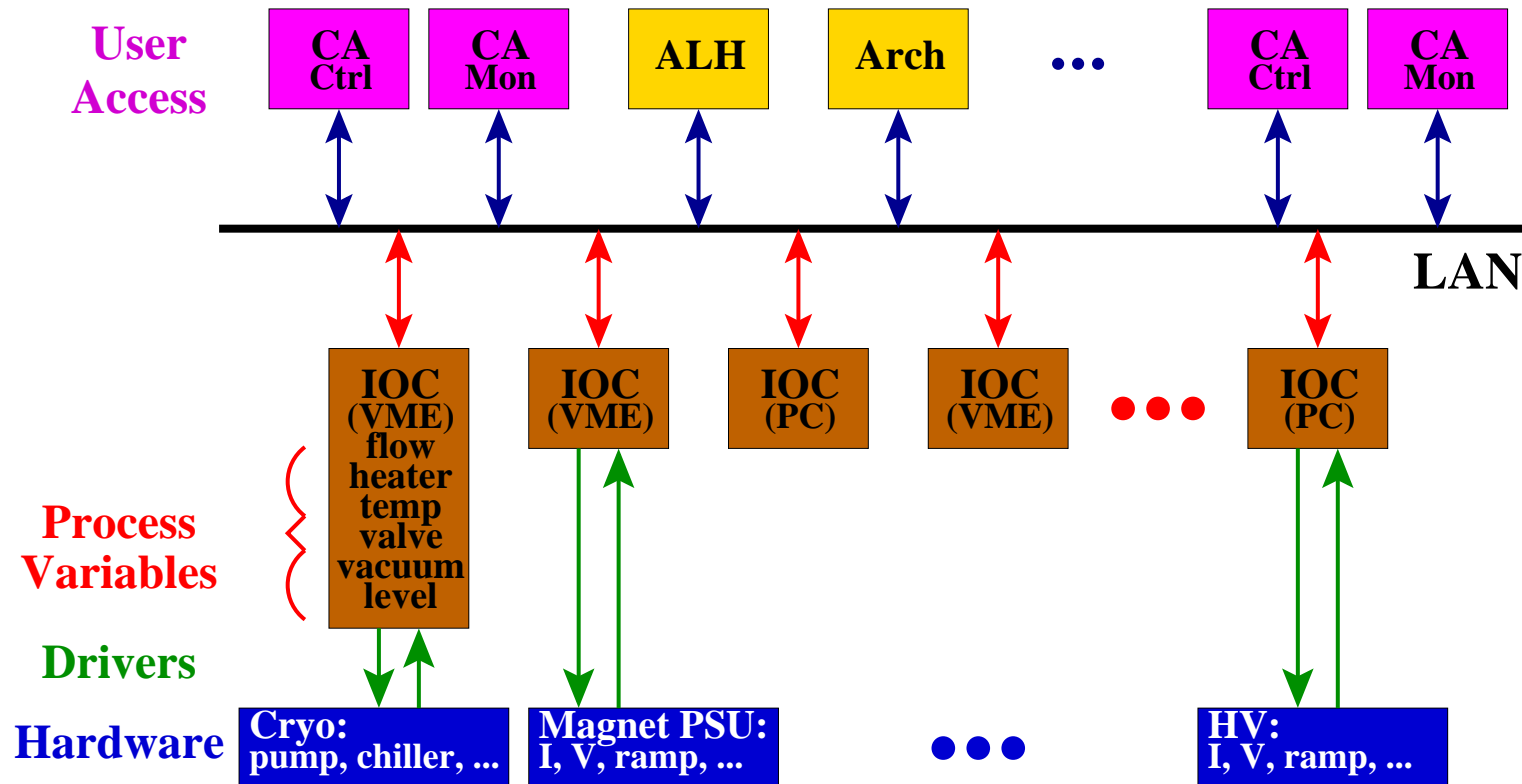 User
Access
CA
Ctrl
CA
Mon
ALH
Arch
...
CA
Ctrl
CA
Mon
LAN
IOC
(VME)
flow
heater
temp
valve
vacuum
level
IOC
(VME)
IOC
(PC)
IOC
(VME)
...
IOC
(PC)
Process
Variables
Drivers
Hardware
Cryo:
pump, chiller, ...
Magnet PSU:
I, V, ramp, ...
...
HV:
I, V, ramp, ...